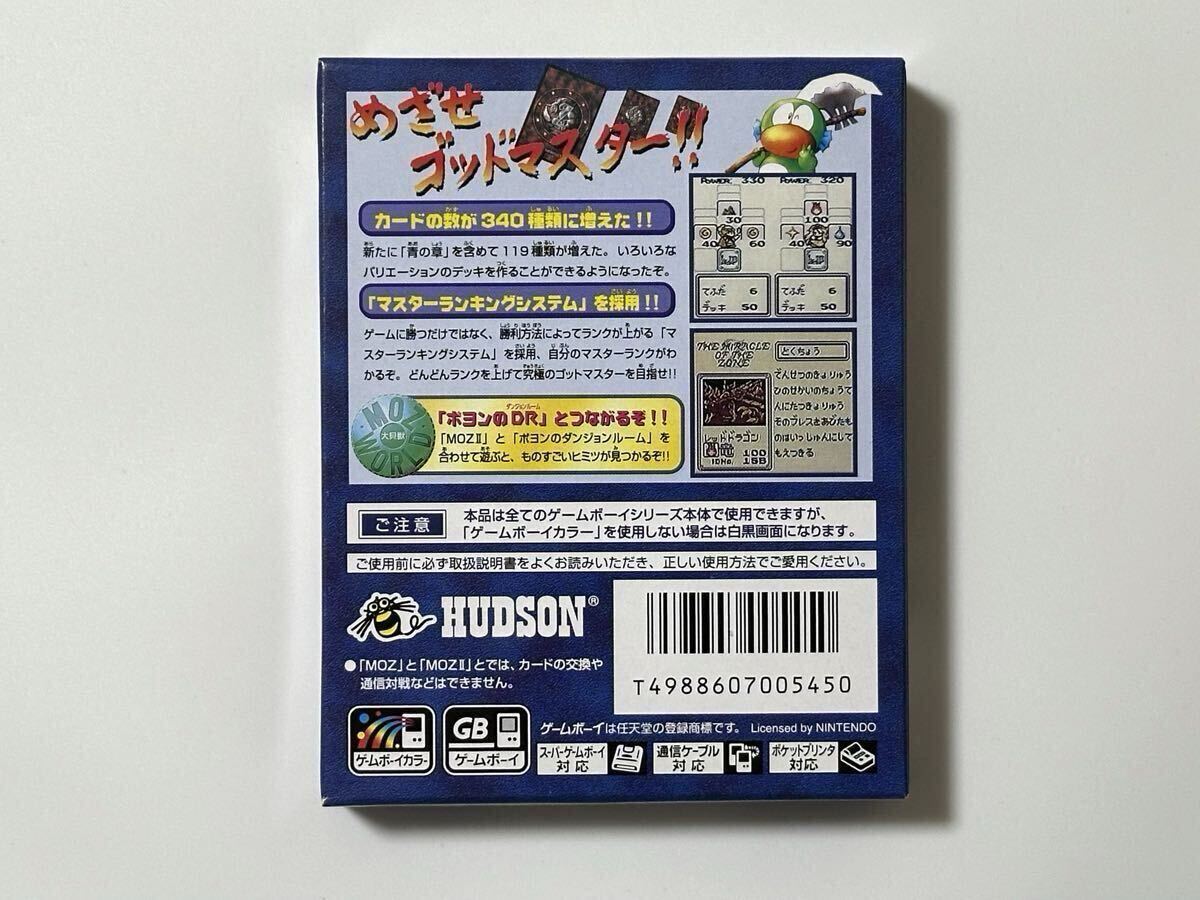 めざせ
ゴッドマスター!!
カードの数が340種類に増えた!!
新たに「青の章」を含めて119種類が増えた。いろいろな
バリエーションのデッキを作ることができるようになったぞ。
「マスターランキングシステム」を採用!!
ゲームに勝つだけではなく、勝利方法によってランクが上がる「マ
スターランキングシステム」を採用、自分のマスターランクがわ
かるぞ。どんどんランクを上げて究極のゴットマスターを目指せ!!
MOZ
大貝獣
WORLD
「ポヨンのDR」とつながるぞ!!
「MOZⅡ」と「ポヨンのダンジョンルーム」を
合わせて遊ぶと、ものすごいヒミツが見つかるぞ!!
POWER 330 POWER 320
30 100
40 60 40 90
てふだ 6 てふだ 6
デッキ 50 デッキ 50
THE MIRACLE
OF THE
ZONE
とくちょう
でんせつのきょりゅう
ひのせかいのちょうて
んにたつきょりゅう
そのブレスをあびたも
のはいっしゅんにして
もえつきる
レッドドラゴン
竜 100
IDNo. 155
ご注意
本品は全てのゲームボーイシリーズ本体で使用できますが、
「ゲームボーイカラー」を使用しない場合は白黒画面になります。
ご使用前に必ず取扱説明書をよくお読みいただき、正しい使用方法でご愛用ください。
HUDSON®
●「MOZ」と「MOZⅡ」とでは、カードの交換や
通信対戦などはできません。
T4988607005450
ゲームボーイカラー
GB
ゲームボーイ
ゲームボーイは任天堂の登録商標です。 Licensed by NINTENDO
スーパーゲームボーイ
対応
通信ケーブル
対応
ポケットプリンタ
対応